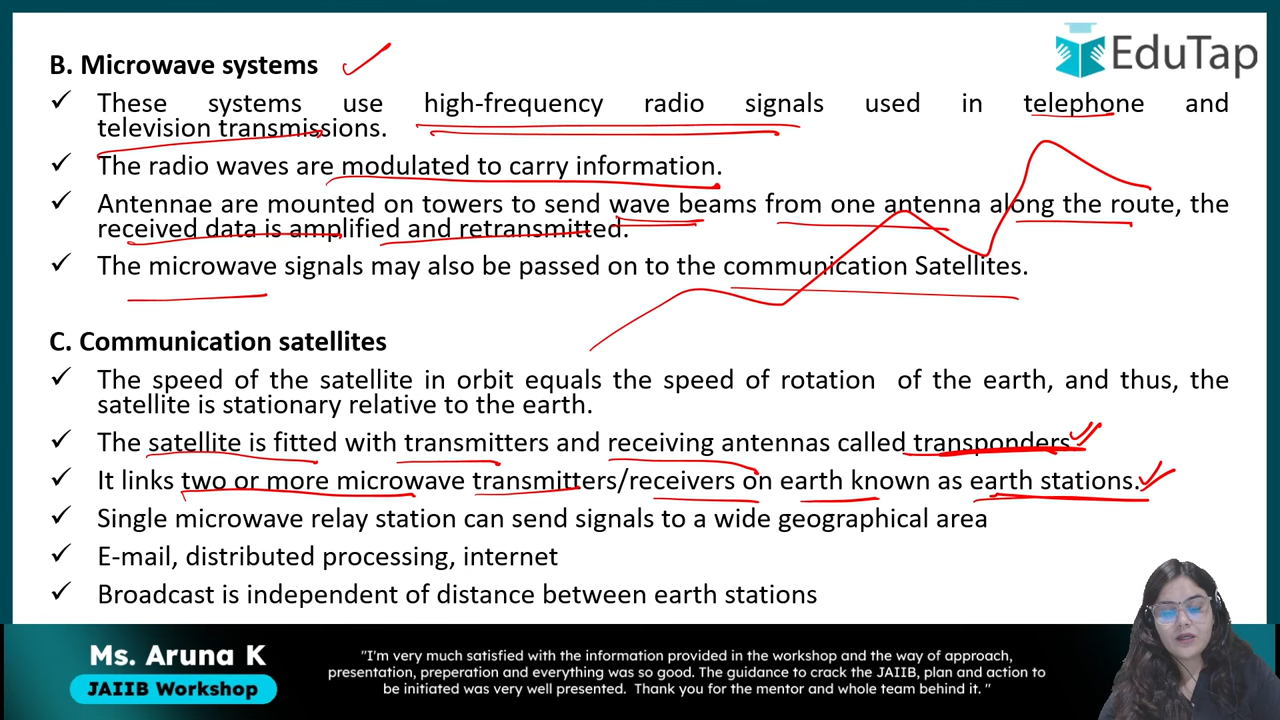 EduTap
B. Microwave systems
These systems use high-frequency radio signals used in telephone and
television transmissions.
The radio waves are modulated to carry information.
Antennae are mounted on towers to send wave beams from one antenna along the route, the
received data is amplified and retransmitted.
The microwave signals may also be passed on to the communication Satellites.
C. Communication satellites
The speed of the satellite in orbit equals the speed of rotation of the earth, and thus, the
satellite is stationary relative to the earth.
The satellite is fitted with transmitters and receiving antennas called transponders.
It links two or more microwave transmitters/receivers on earth known as earth stations.
Single microwave relay station can send signals to a wide geographical area
E-mail, distributed processing, internet
Broadcast is independent of distance between earth stations
Ms. Aruna K
JAIIB Workshop
"I'm very much satisfied with the information provided in the workshop and the way of approach,
presentation, preperation and everything was so good. The guidance to crack the JAIIB, plan and action to
be initiated was very well presented. Thank you for the mentor and whole team behind it. "